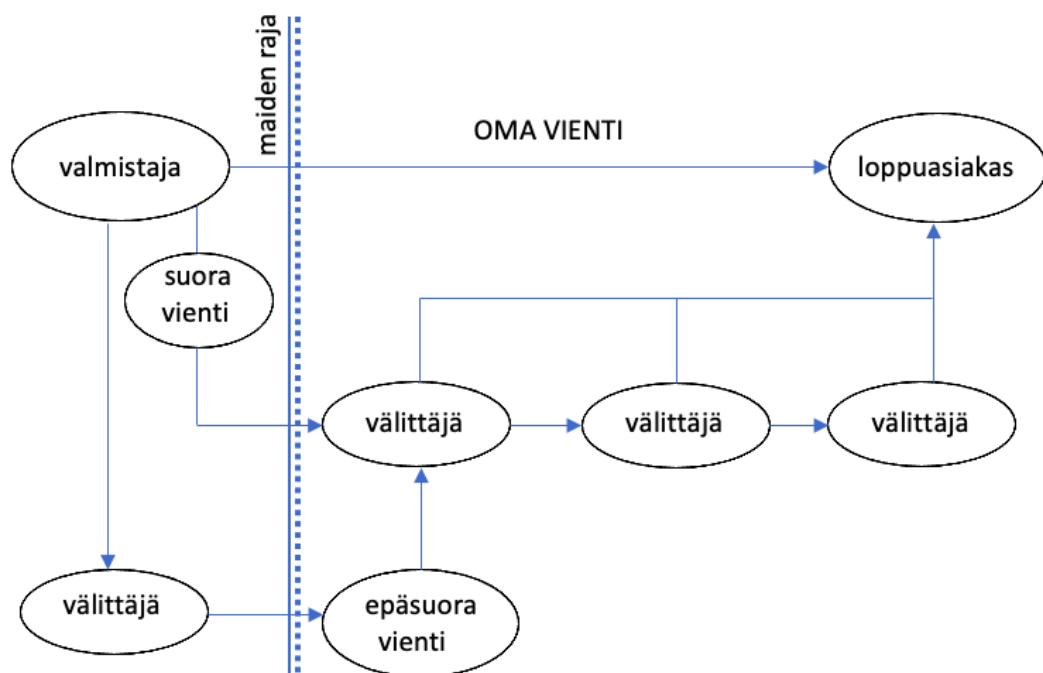 maiden raja
OMA VIENTI
valmistaja
loppuasiakas
suora
vienti
välittäjä
välittäjä
välittäjä
välittäjä
epäsuora
vienti